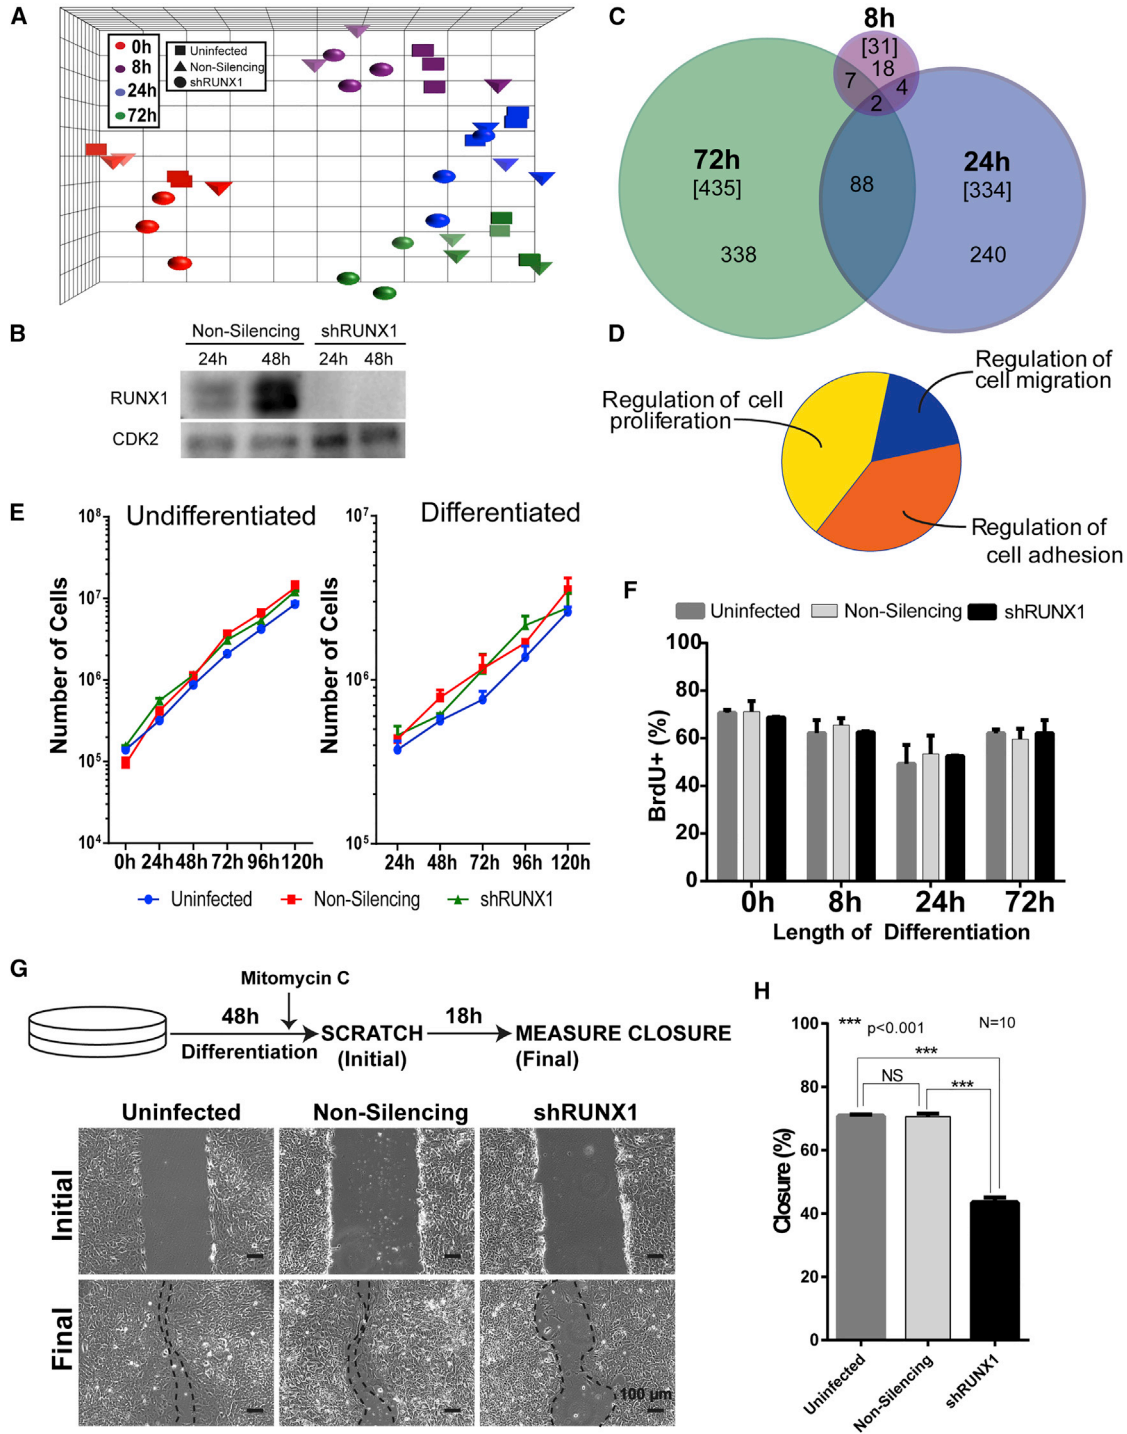 A
0h
8h
24h
72h
Uninfected
Non-Silencing
shRUNX1
B
Non-Silencing shRUNX1
24h 48h 24h 48h
RUNX1
CDK2
C
8h
[31]
18
7 4
2
72h
[435]
338
88
24h
[334]
240
D
Regulation of
cell migration
Regulation of cell
proliferation
Regulation of
cell adhesion
E
Undifferentiated
Number of Cells
10⁸
10⁷
10⁶
10⁵
10⁴
0h 24h 48h 72h 96h 120h
Differentiated
Number of Cells
10⁷
10⁶
10⁵
24h 48h 72h 96h 120h
Uninfected Non-Silencing shRUNX1
F
Uninfected Non-Silencing shRUNX1
BrdU+ (%)
100
80
60
40
20
0
0h 8h 24h 72h
Length of Differentiation
G
Mitomycin C
48h
Differentiation
SCRATCH
(Initial)
18h
MEASURE CLOSURE
(Final)
Uninfected Non-Silencing shRUNX1
Initial
Final
100 µm
H
*** p<0.001 N=10
***
NS
***
Closure (%)
100
80
60
40
20
0
Uninfected
Non-Silencing
shRUNX1